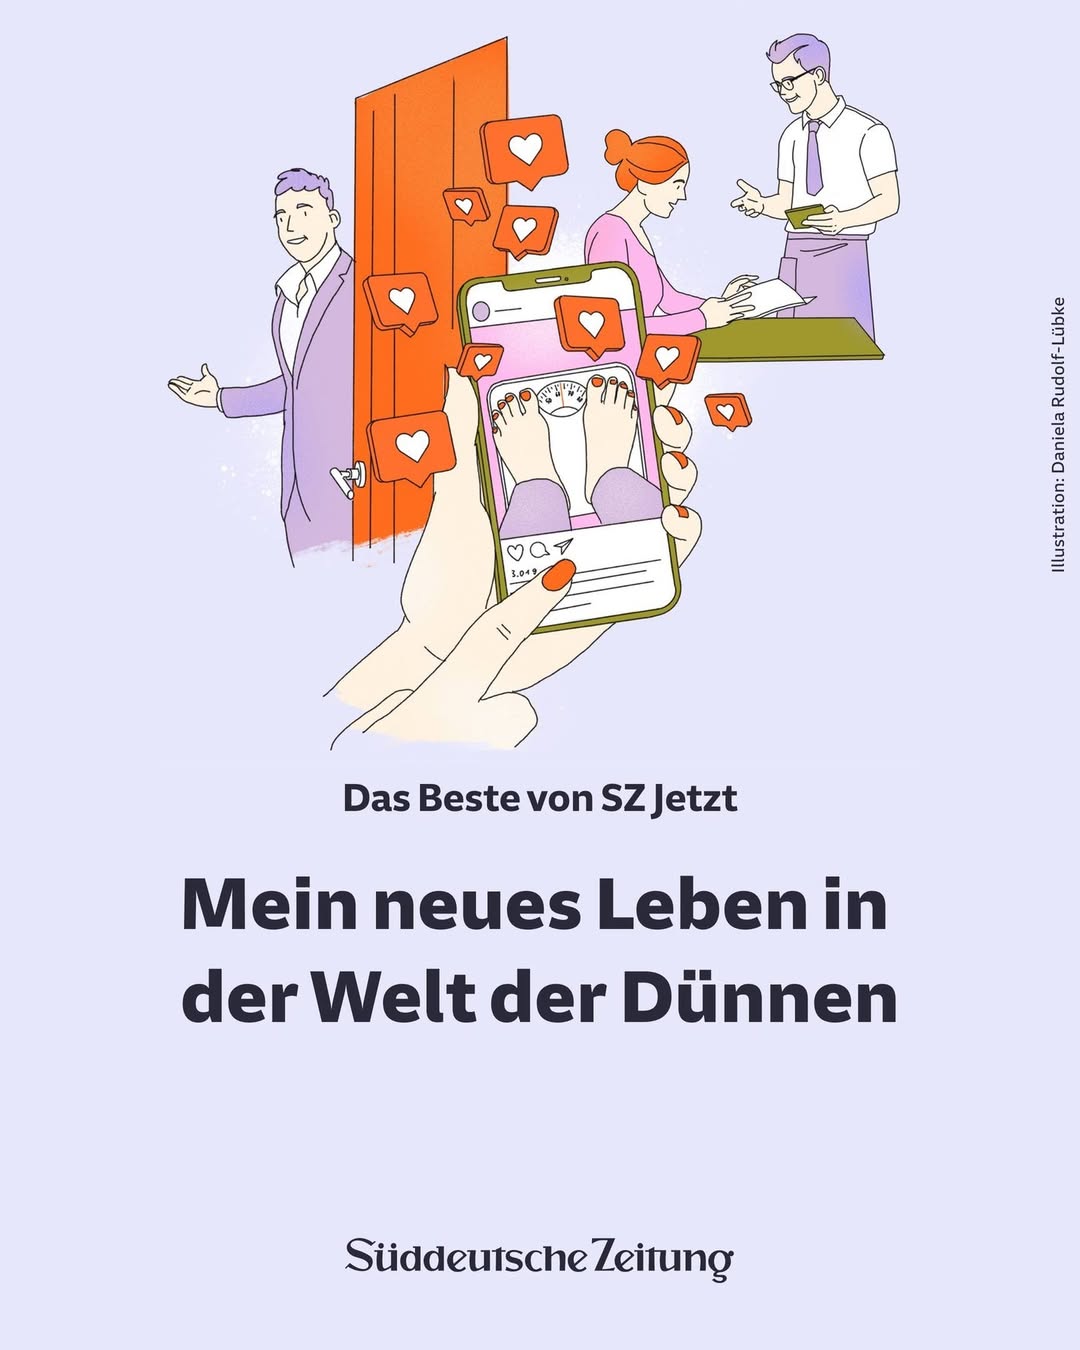 Illustration: Daniela Rudolf-Lübke
3.019
Das Beste von SZ Jetzt
Mein neues Leben in
der Welt der Dünnen
Süddeutsche Zeitung